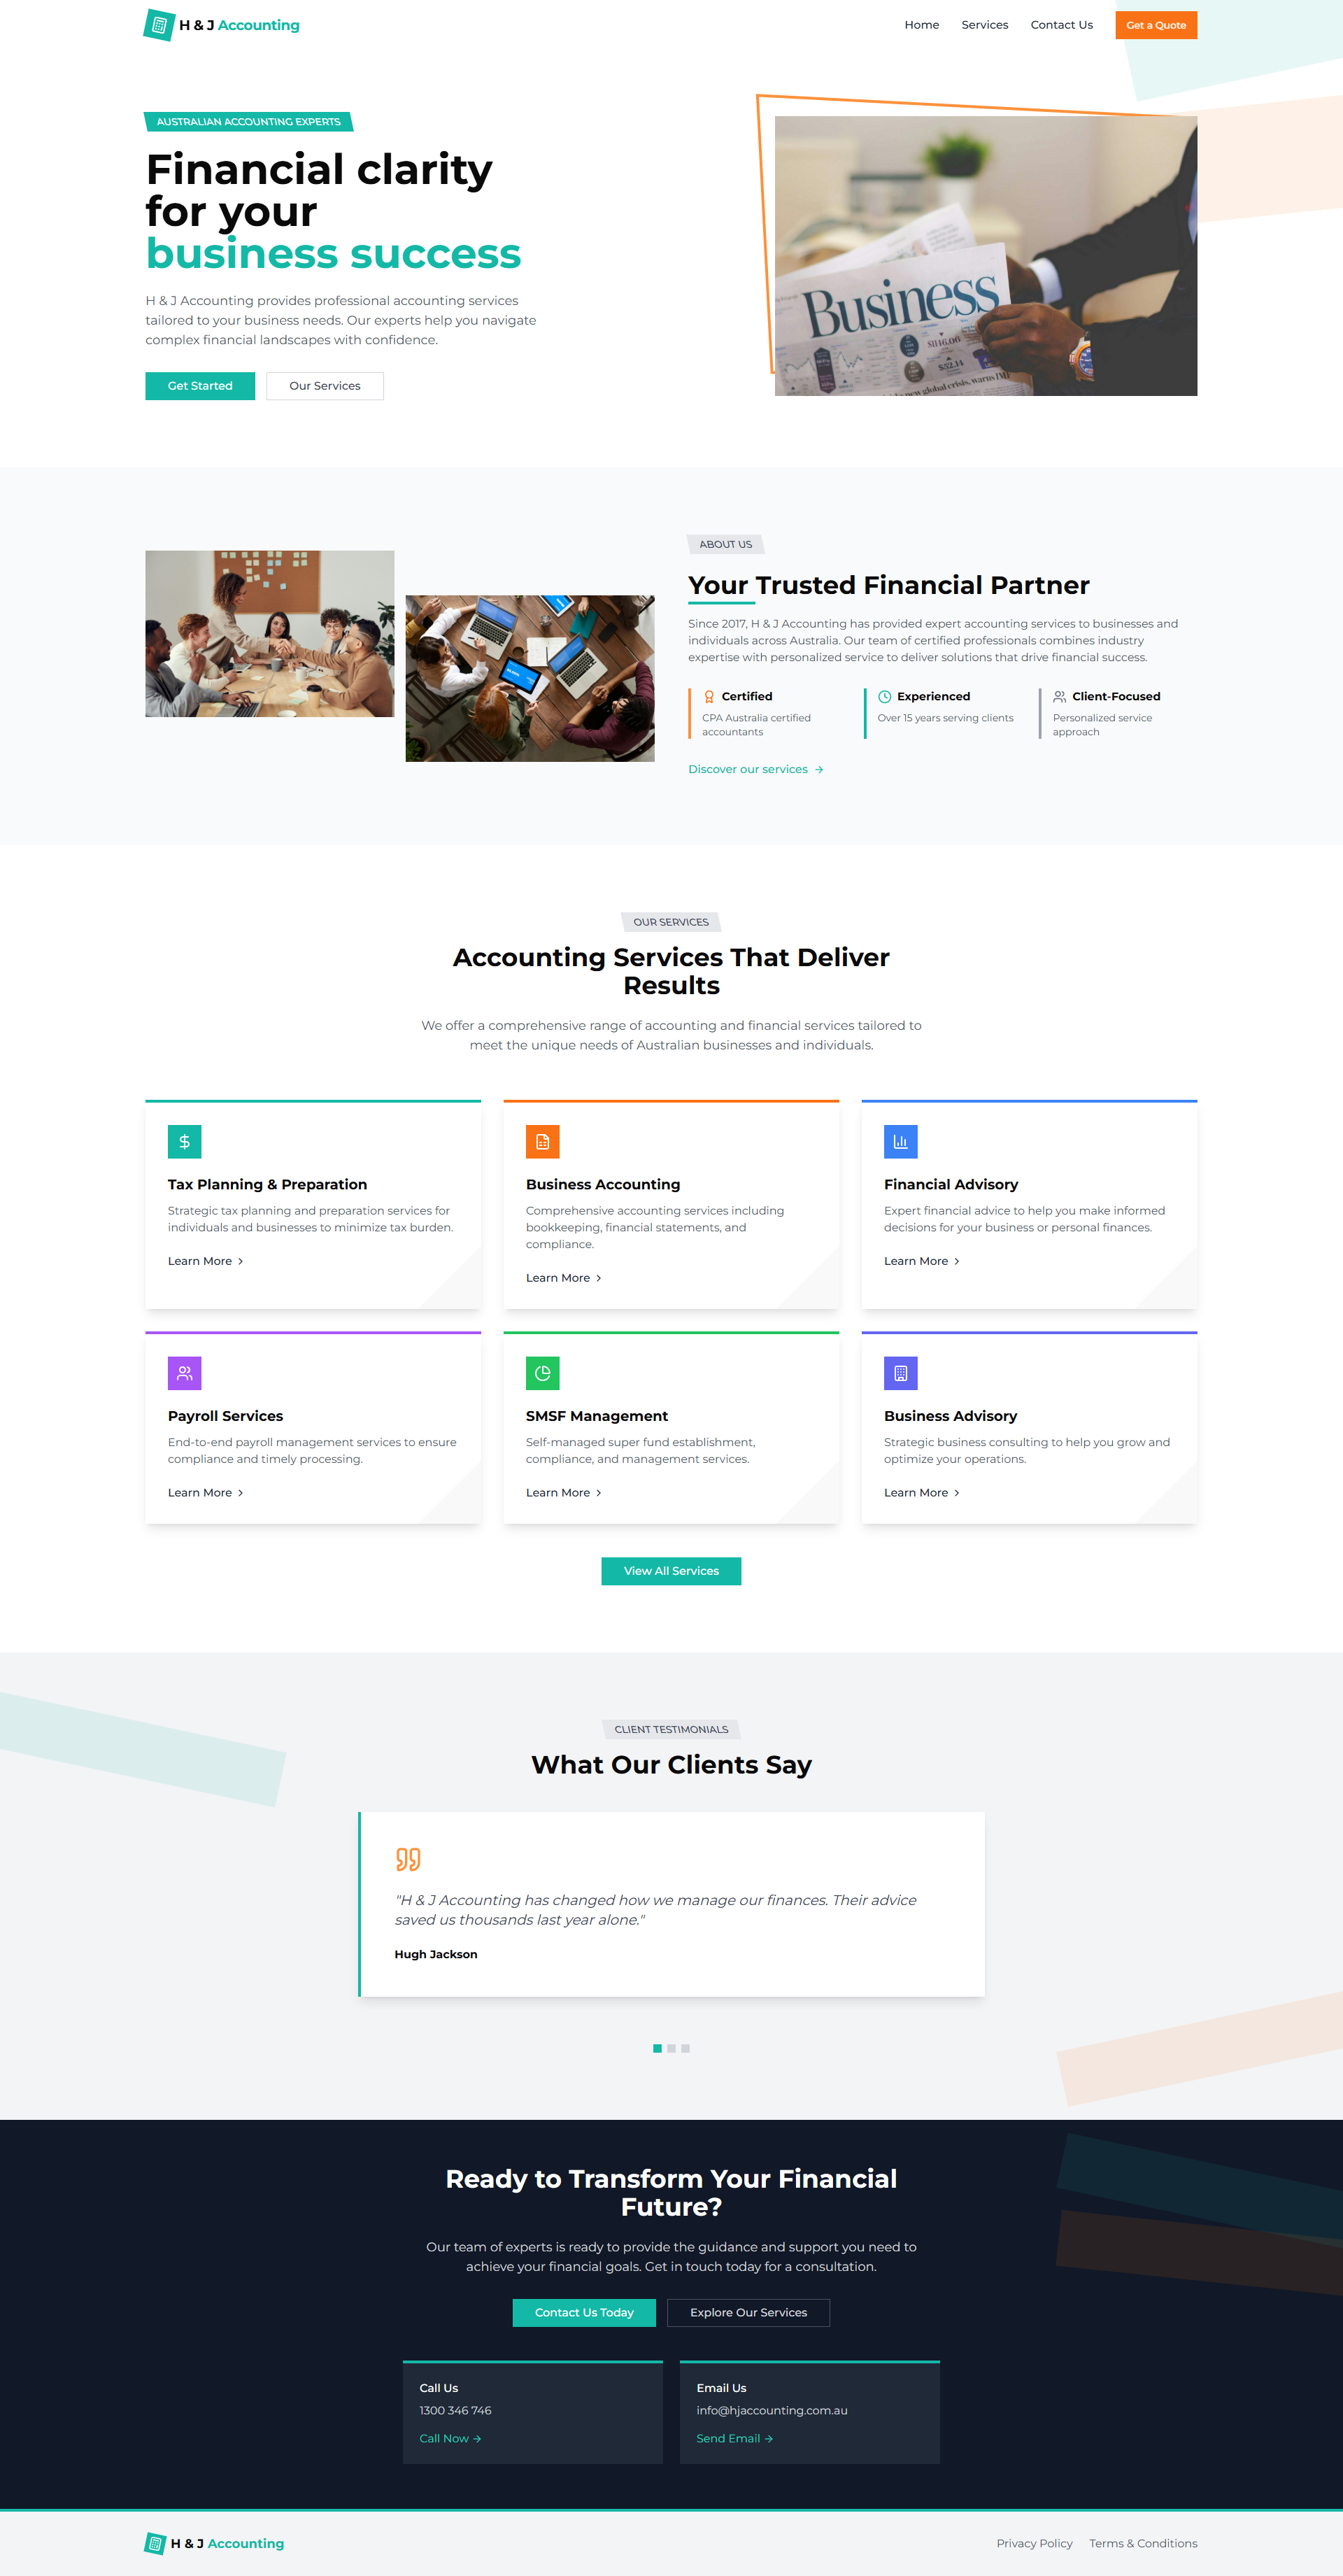 H & J Accounting
Home Services Contact Us Get a Quote
AUSTRALIAN ACCOUNTING EXPERTS
Financial clarity
for your
business success
H & J Accounting provides professional accounting services
tailored to your business needs. Our experts help you navigate
complex financial landscapes with confidence.
Get Started Our Services
Business
$1146.06
$52.14
new global crisis, warns IMF
ABOUT US
Your Trusted Financial Partner
Since 2017, H & J Accounting has provided expert accounting services to businesses and
individuals across Australia. Our team of certified professionals combines industry
expertise with personalized service to deliver solutions that drive financial success.
Certified
CPA Australia certified
accountants
Experienced
Over 15 years serving clients
Client-Focused
Personalized service
approach
Discover our services
OUR SERVICES
Accounting Services That Deliver
Results
We offer a comprehensive range of accounting and financial services tailored to
meet the unique needs of Australian businesses and individuals.
Tax Planning & Preparation
Strategic tax planning and preparation services for
individuals and businesses to minimize tax burden.
Learn More
Business Accounting
Comprehensive accounting services including
bookkeeping, financial statements, and
compliance.
Learn More
Financial Advisory
Expert financial advice to help you make informed
decisions for your business or personal finances.
Learn More
Payroll Services
End-to-end payroll management services to ensure
compliance and timely processing.
Learn More
SMSF Management
Self-managed super fund establishment,
compliance, and management services.
Learn More
Business Advisory
Strategic business consulting to help you grow and
optimize your operations.
Learn More
View All Services
CLIENT TESTIMONIALS
What Our Clients Say
"H & J Accounting has changed how we manage our finances. Their advice
saved us thousands last year alone."
Hugh Jackson
Ready to Transform Your Financial
Future?
Our team of experts is ready to provide the guidance and support you need to
achieve your financial goals. Get in touch today for a consultation.
Contact Us Today Explore Our Services
Call Us
1300 346 746
Call Now
Email Us
info@hjaccounting.com.au
Send Email
H & J Accounting
Privacy Policy Terms & Conditions